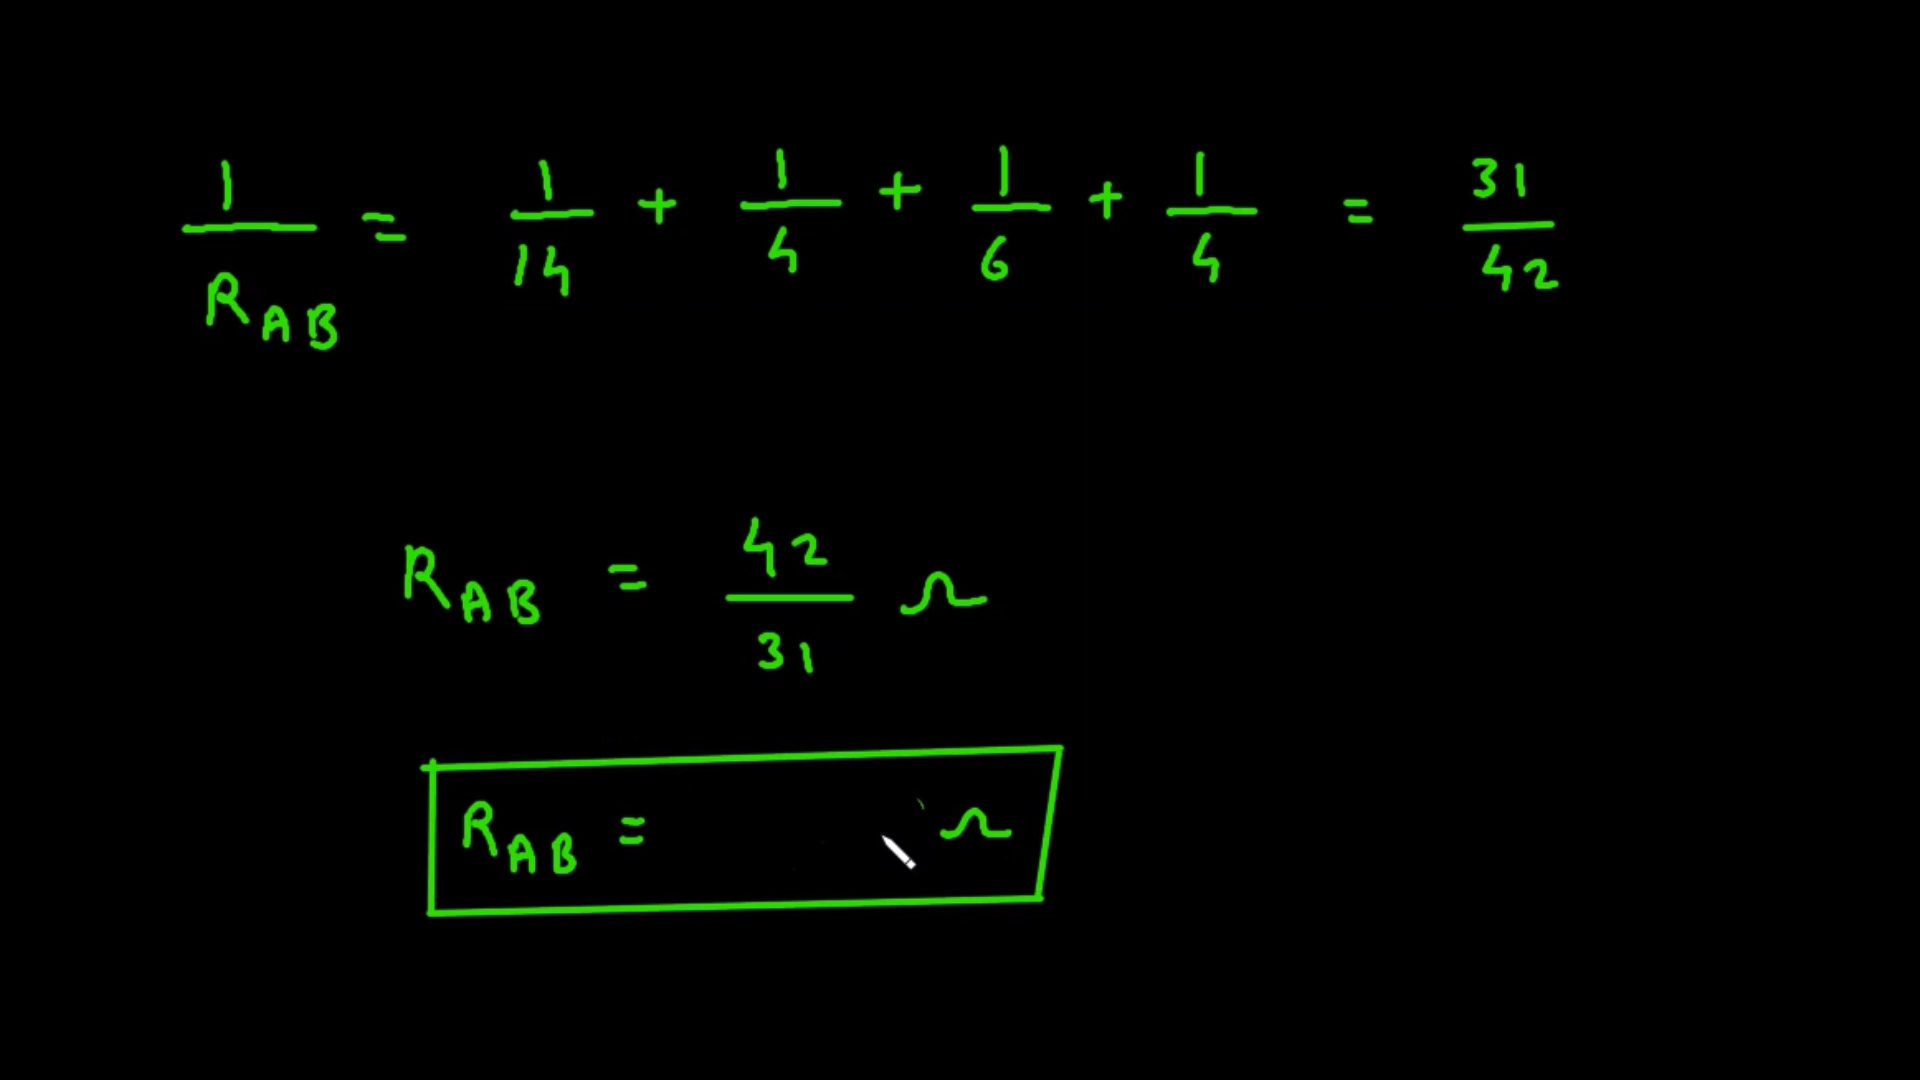 1/R_AB = 1/14 + 1/4 + 1/6 + 1/4 = 31/42
R_AB = 42/31 Ω
R_AB = Ω